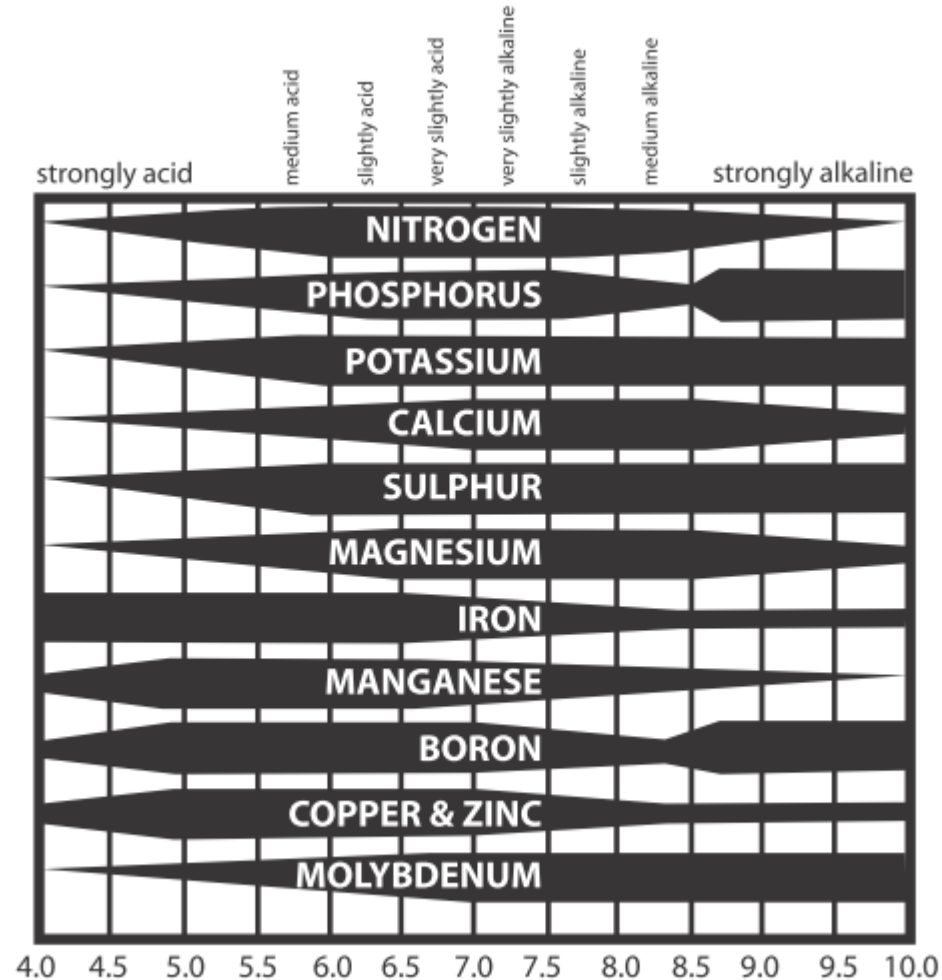 medium acid
slightly acid
very slightly acid
very slightly alkaline
slightly alkaline
medium alkaline
strongly acid
strongly alkaline
NITROGEN
PHOSPHORUS
POTASSIUM
CALCIUM
SULPHUR
MAGNESIUM
IRON
MANGANESE
BORON
COPPER & ZINC
MOLYBDENUM
4.0 4.5 5.0 5.5 6.0 6.5 7.0 7.5 8.0 8.5 9.0 9.5 10.0